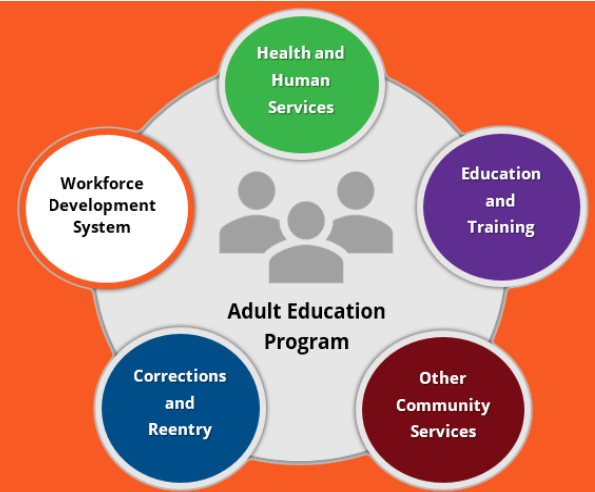 Health and
Human
Services
Workforce
Development
System
Education
and
Training
Adult Education
Program
Corrections
and
Reentry
Other
Community
Services